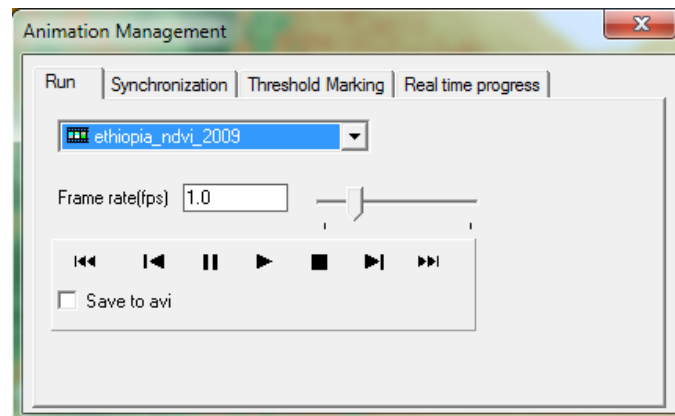 Animation Management
Run Synchronization Threshold Marking Real time progress
ethiopia_ndvi_2009
Frame rate(fps) 1.0
Save to avi